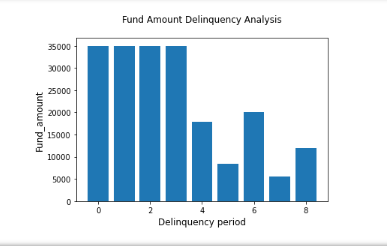 Fund Amount Delinquency Analysis
35000
30000
25000
20000
15000
10000
5000
0
Fund_amount
0 2 4 6 8
Delinquency period